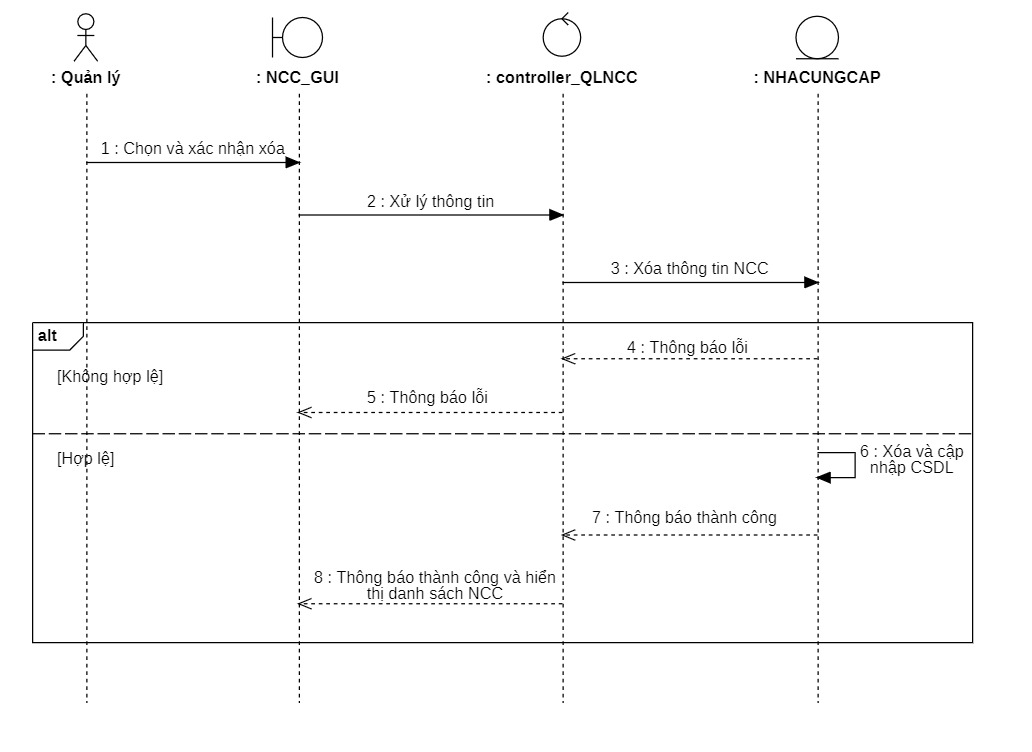 : Quản lý
: NCC_GUI
: controller_QLNCC
: NHACUNGCAP
1 : Chọn và xác nhận xóa
2 : Xử lý thông tin
3 : Xóa thông tin NCC
alt
4 : Thông báo lỗi
[Không hợp lệ]
5 : Thông báo lỗi
[Hợp lệ]
6 : Xóa và cập
nhập CSDL
7 : Thông báo thành công
8 : Thông báo thành công và hiển
thị danh sách NCC